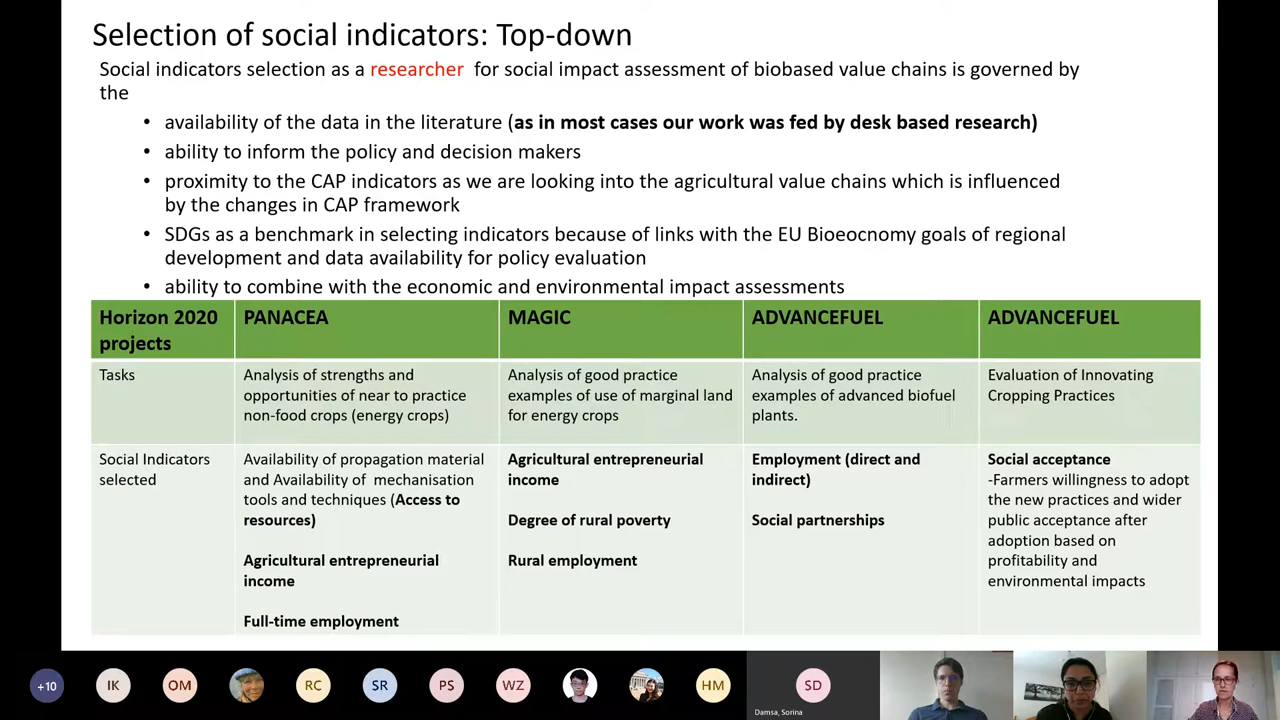 Selection of social indicators: Top-down
Social indicators selection as a researcher for social impact assessment of biobased value chains is governed by
the
• availability of the data in the literature (as in most cases our work was fed by desk based research)
• ability to inform the policy and decision makers
• proximity to the CAP indicators as we are looking into the agricultural value chains which is influenced
by the changes in CAP framework
• SDGs as a benchmark in selecting indicators because of links with the EU Bioeocnomy goals of regional
development and data availability for policy evaluation
• ability to combine with the economic and environmental impact assessments
Horizon 2020
projects
PANACEA
MAGIC
ADVANCEFUEL
ADVANCEFUEL
Tasks
Analysis of strengths and
opportunities of near to practice
non-food crops (energy crops)
Analysis of good practice
examples of use of marginal land
for energy crops
Analysis of good practice
examples of advanced biofuel
plants.
Evaluation of Innovating
Cropping Practices
Social Indicators
selected
Availability of propagation material
and Availability of mechanisation
tools and techniques (Access to
resources)
Agricultural entrepreneurial
income
Full-time employment
Agricultural entrepreneurial
income
Degree of rural poverty
Rural employment
Employment (direct and
indirect)
Social partnerships
Social acceptance
-Farmers willingness to adopt
the new practices and wider
public acceptance after
adoption based on
profitability and
environmental impacts
+10
IK
OM
RC
SR
PS
WZ
HM
SD
Damsa, Sorina